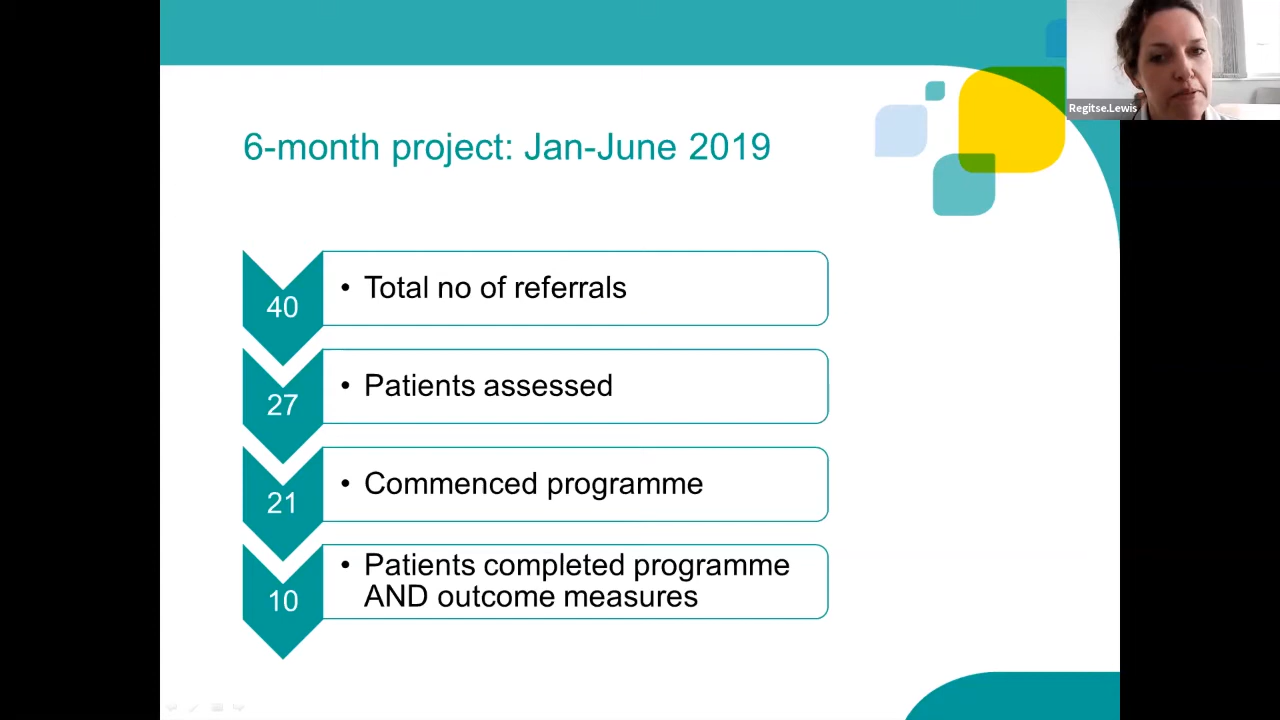 Regitse.Lewis
6-month project: Jan-June 2019
40
• Total no of referrals
27
• Patients assessed
21
• Commenced programme
10
• Patients completed programme
AND outcome measures